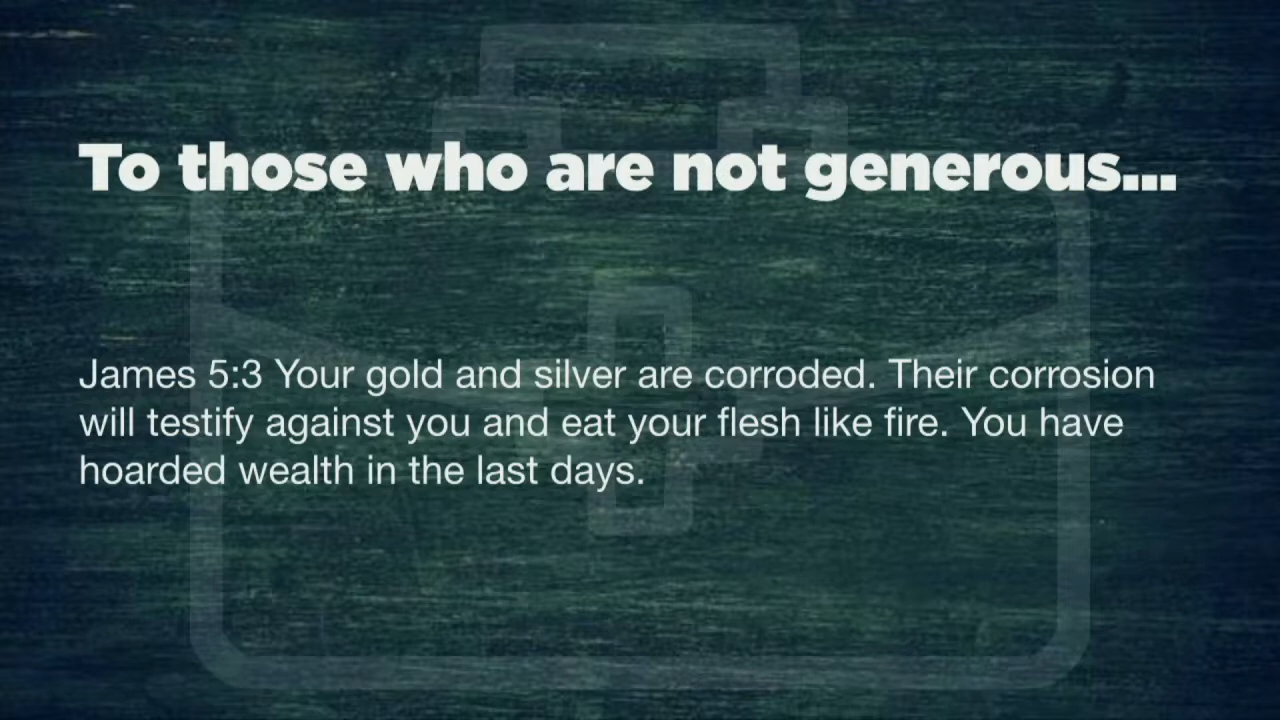 To those who are not generous...
James 5:3 Your gold and silver are corroded. Their corrosion
will testify against you and eat your flesh like fire. You have
hoarded wealth in the last days.